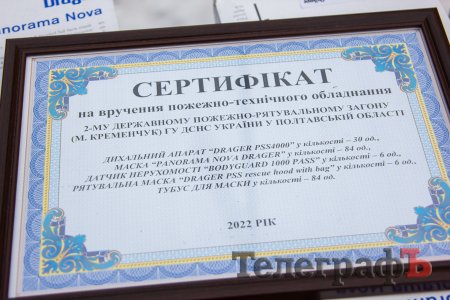 Drag
norama Nova
СЕРТИФІКАТ
на вручення пожежно-технічного обладнання
2-МУ ДЕРЖАВНОМУ ПОЖЕЖНО-РЯТУВАЛЬНОМУ ЗАГОНУ
(М. КРЕМЕНЧУК) ГУ ДСНС УКРАЇНИ У ПОЛТАВСЬКІЙ ОБЛАСТІ
ДИХАЛЬНИЙ АПАРАТ "DRAGER PSS4000" у кількості – 30 од.,
МАСКА "PANORAMA NOVA DRAGER" у кількості – 84 од.,
ДАТЧИК НЕРУХОМОСТІ "BODYGUARD 1000 PASS" у кількості – 6 од.,
РЯТУВАЛЬНА МАСКА "DRAGER PSS rescue hood with bag" у кількості – 6 од.,
ТУБУС ДЛЯ МАСКИ у кількості – 84 од.
2022 РІК
ТелеграфЪ